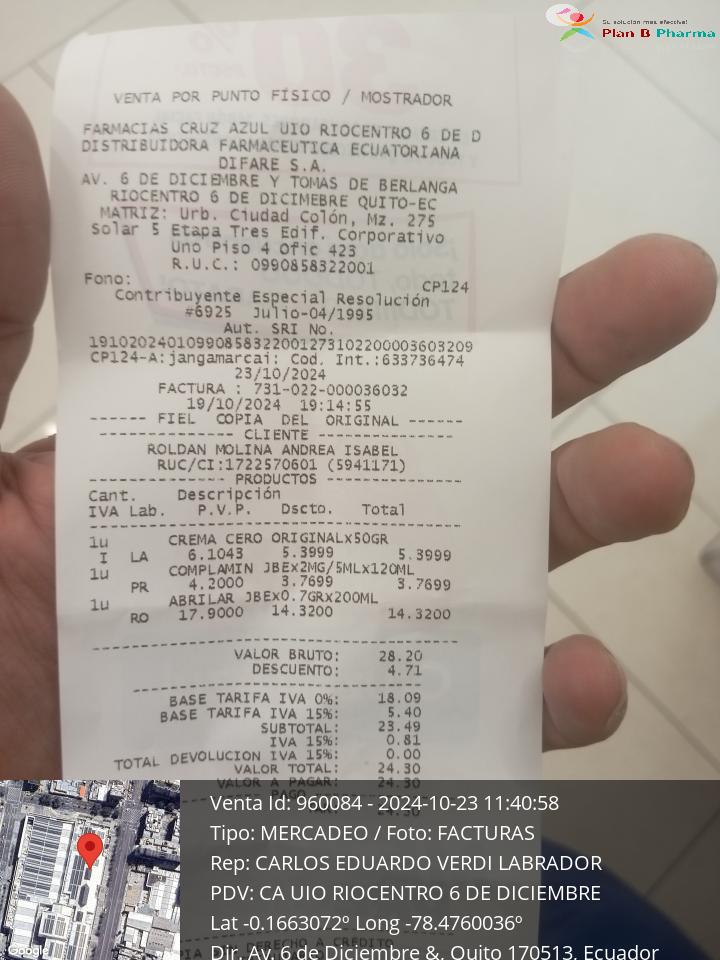 Su solución más efectiva!
Plan B Pharma
VENTA POR PUNTO FÍSICO / MOSTRADOR
FARMACIAS CRUZ AZUL UIO RIOCENTRO 6 DE D
DISTRIBUIDORA FARMACEUTICA ECUATORIANA
DIFARE S.A.
AV. 6 DE DICIEMBRE Y TOMAS DE BERLANGA
RIOCENTRO 6 DE DICIMEBRE QUITO-EC
MATRIZ: Urb. Ciudad Colón, Mz. 275
Solar 5 Etapa Tres Edif. Corporativo
Uno Piso 4 Ofic 423
R.U.C.: 0990858322001
Fono: CP124
Contribuyente Especial Resolución
#6925 Julio-04/1995
Aut. SRI No.
19102024010990858322001273102200003603209
CP124-A:jangamarcai: Cod. Int.:633736474
23/10/2024
FACTURA : 731-022-000036032
19/10/2024 19:14:55
------ FIEL COPIA DEL ORIGINAL ------
--------------- CLIENTE ---------------
ROLDAN MOLINA ANDREA ISABEL
RUC/CI:1722570601 (5941171)
--------------- PRODUCTOS ---------------
Cant. Descripción
IVA Lab. P.V.P. Dscto. Total
1u CREMA CERO ORIGINALx50GR
I LA 6.1043 5.3999 5.3999
1u COMPLAMIN JBEx2MG/5MLx120ML
PR 4.2000 3.7699 3.7699
1u ABRILAR JBEx0.7GRx200ML
RO 17.9000 14.3200 14.3200
VALOR BRUTO: 28.20
DESCUENTO: 4.71
BASE TARIFA IVA 0%: 18.09
BASE TARIFA IVA 15%: 5.40
SUBTOTAL: 23.49
IVA 15%: 0.81
TOTAL DEVOLUCION IVA 15%: 0.00
VALOR TOTAL: 24.30
VALOR A PAGAR: 24.30
PAGO
24.30
DERECHO A CREDITO
Venta Id: 960084 - 2024-10-23 11:40:58
Tipo: MERCADEO / Foto: FACTURAS
Rep: CARLOS EDUARDO VERDI LABRADOR
PDV: CA UIO RIOCENTRO 6 DE DICIEMBRE
Lat -0.1663072º Long -78.4760036º
Dir. Av. 6 de Diciembre &, Quito 170513, Ecuador
Google